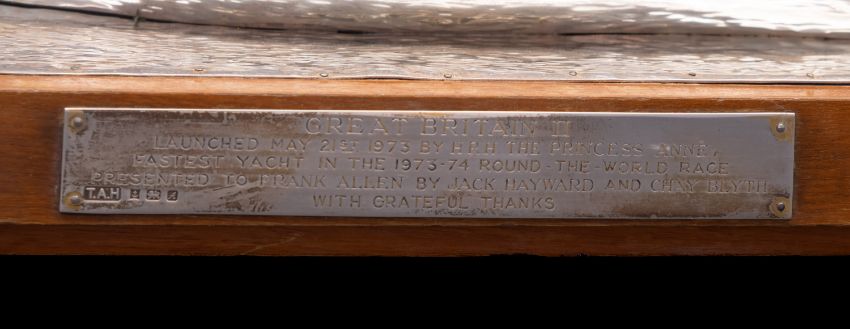 GREAT BRITAIN II
LAUNCHED MAY 21ST 1973 BY H.R.H THE PRINCESS ANNE,
FASTEST YACHT IN THE 1973-74 ROUND-THE-WORLD RACE
PRESENTED TO FRANK ALLEN BY JACK HAYWARD AND CHAY BLYTH
T.A.H
WITH GRATEFUL THANKS